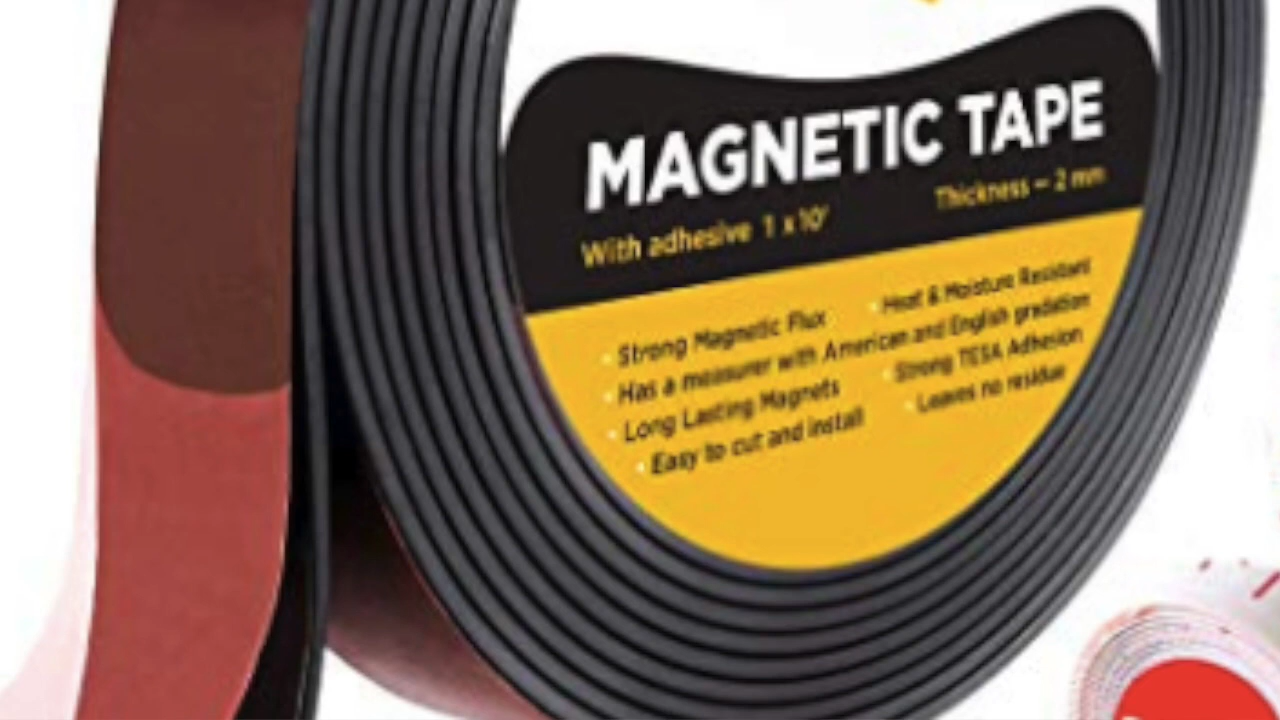 MAGNETIC TAPE
With adhesive 1 x 10' Thickness – 2 mm
· Strong Magnetic Flux · Heat & Moisture Resistant
· Has a measurer with American and English gradation
· Long Lasting Magnets · Strong TESA Adhesion
· Easy to cut and install · Leaves no residue